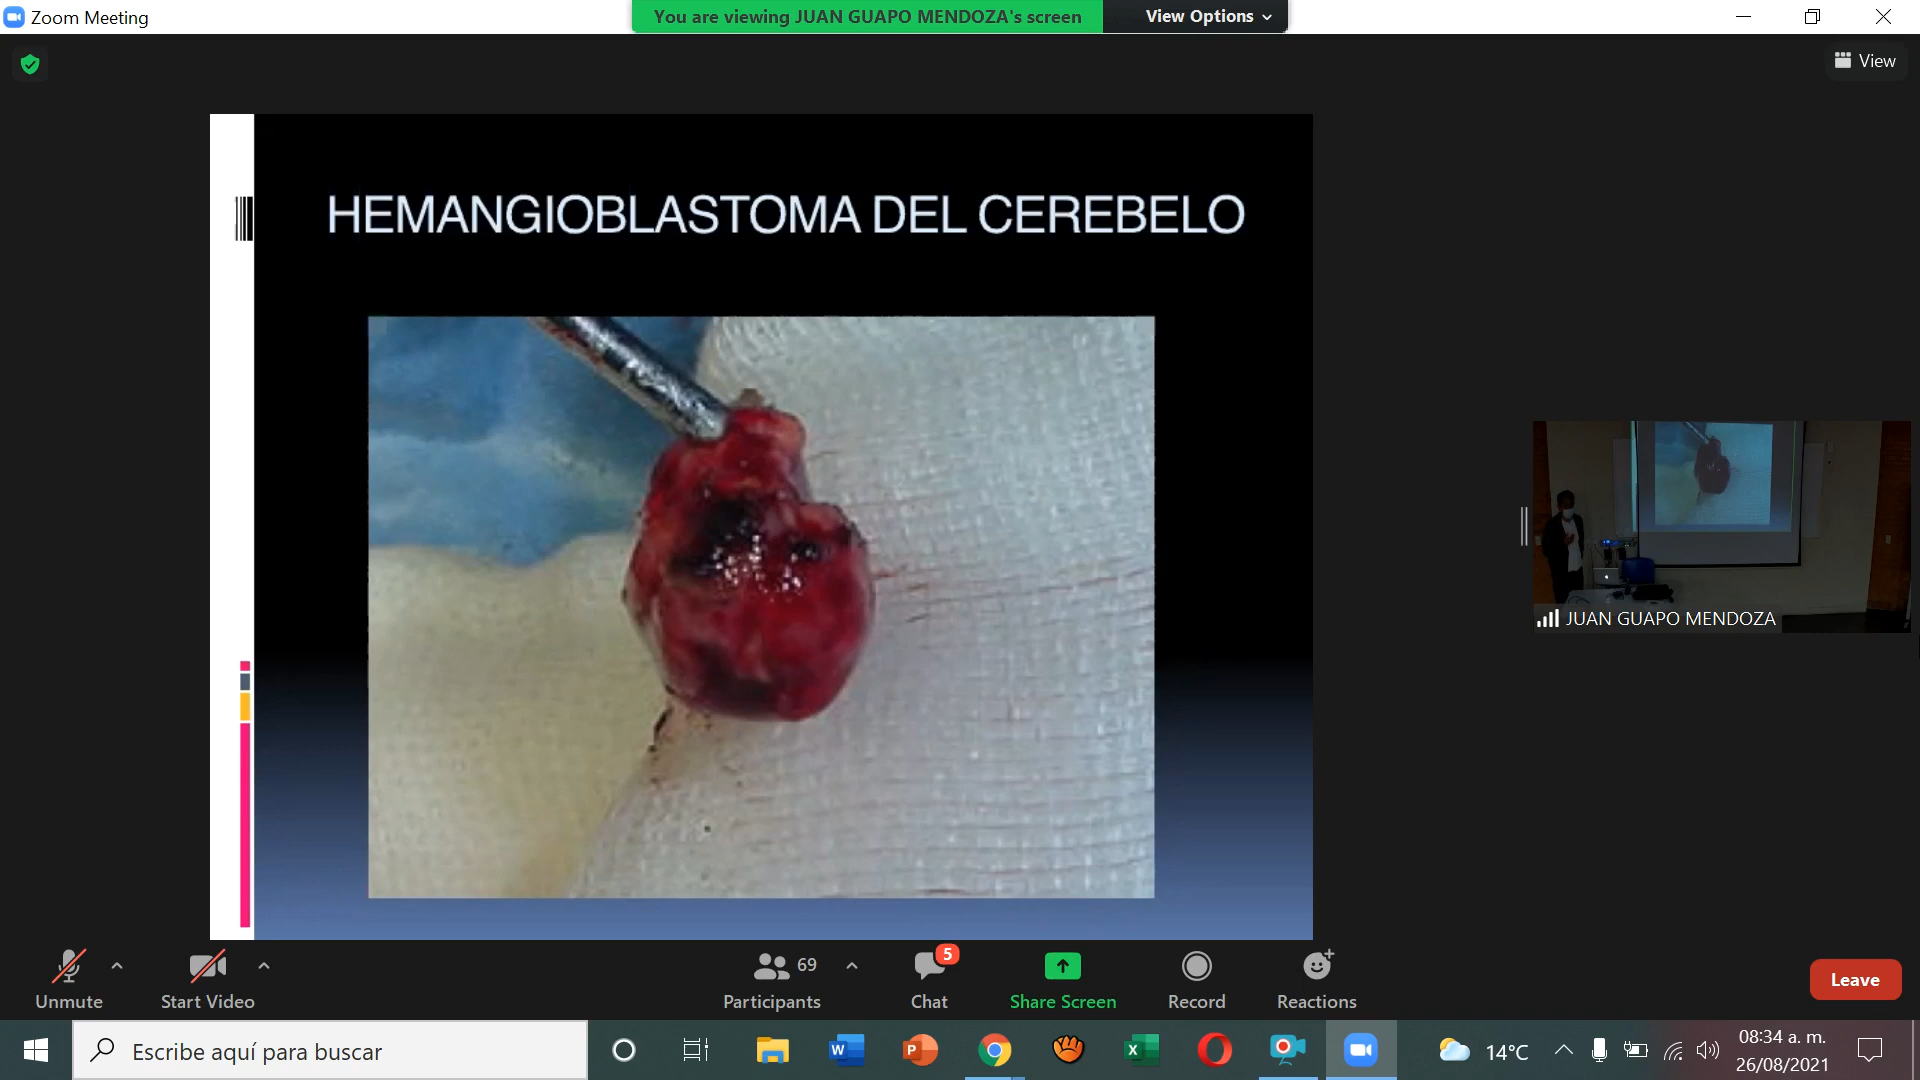 Zoom Meeting
You are viewing JUAN GUAPO MENDOZA's screen
View Options
View
HEMANGIOBLASTOMA DEL CEREBELO
JUAN GUAPO MENDOZA
Unmute
Start Video
69
Participants
5
Chat
Share Screen
Record
Reactions
Leave
Escribe aquí para buscar
W
P
X
14°C
08:34 a. m.
26/08/2021